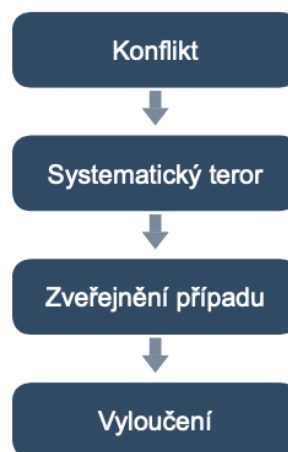 Konflikt
Systematický teror
Zveřejnění případu
Vyloučení